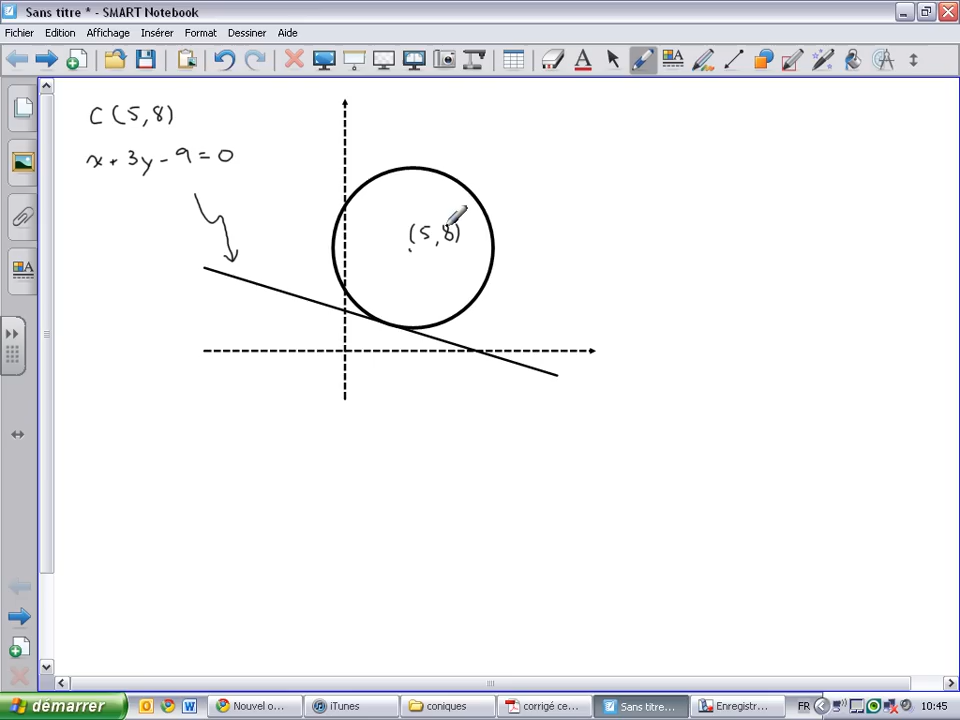 Sans titre * - SMART Notebook
Fichier Edition Affichage Insérer Format Dessiner Aide
C (5,8)
x + 3y - 9 = 0
(5,8)
démarrer
Nouvel o...
iTunes
coniques
corrigé ce...
Sans titre...
Enregistr...
FR
10:45